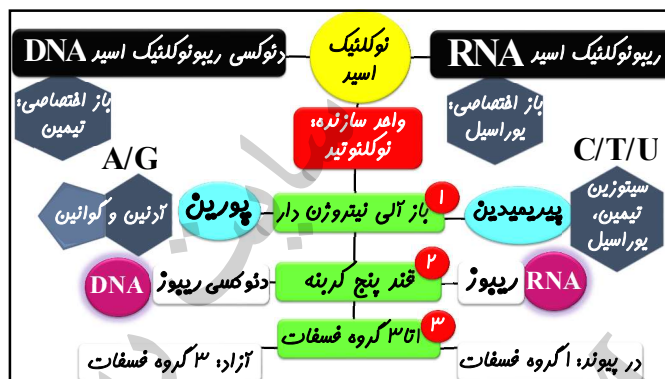 DNA دئوکسی ریبونوکلئیک اسید
نوکلئیک
اسید
RNA ریبونوکلئیک اسید
باز اختصاصی:
تیمین
باز اختصاصی:
یوراسیل
واحد سازنده:
نوکلئوتید
A/G
C/T/U
آدنین و گوانین
پورین
باز آلی نیتروژن دار
۱
پیریمیدین
سیتوزین
تیمین،
یوراسیل
DNA
دئوکسی ریبوز
قند پنج کربنه
۲
ریبوز
RNA
۱تا۳ گروه فسفات
۳
آزاد: ۳ گروه فسفات
در پیوند: ۱ گروه فسفات